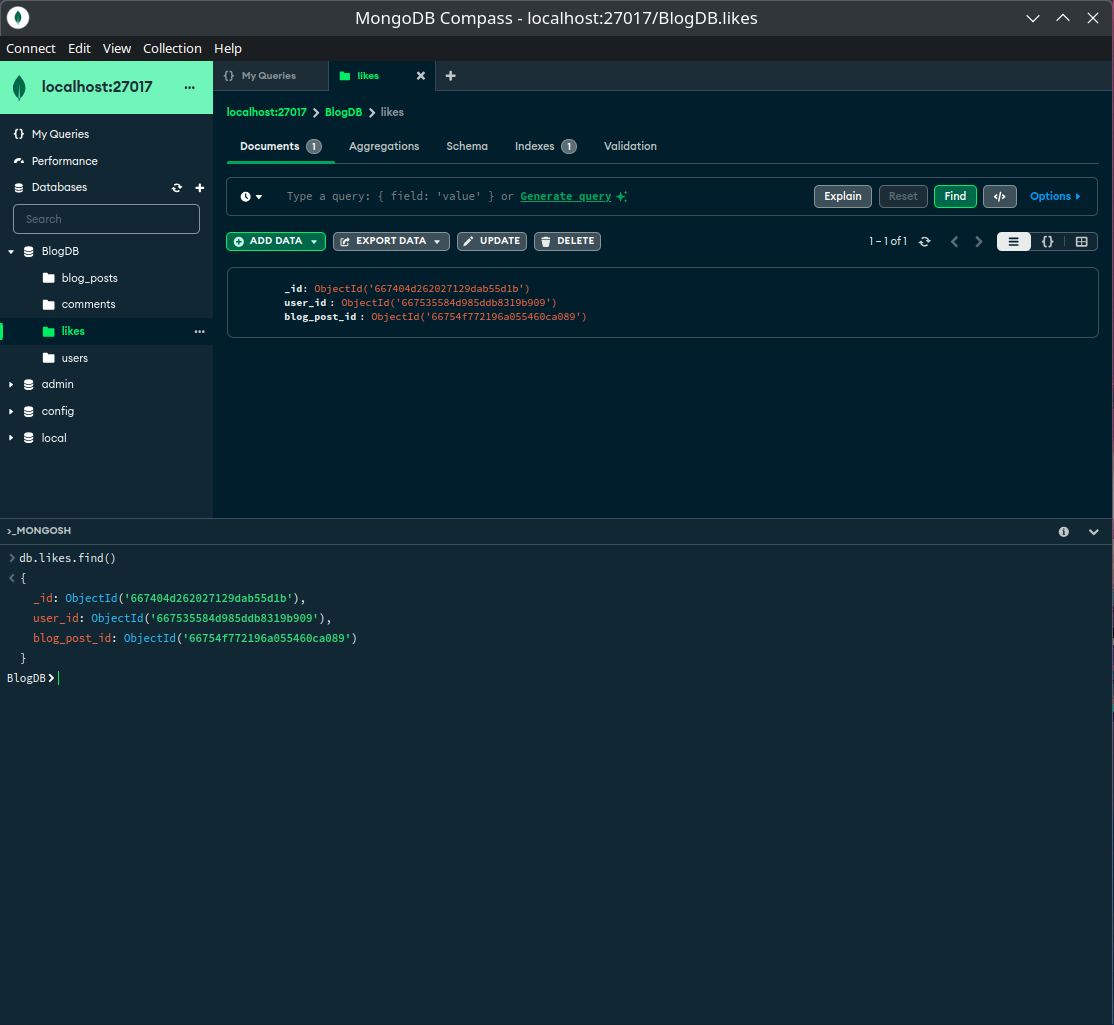 MongoDB Compass - localhost:27017/BlogDB.likes
Connect Edit View Collection Help
localhost:27017 ...
{} My Queries
Performance
Databases
Search
BlogDB
blog_posts
comments
likes ...
users
admin
config
local
{} My Queries
likes
localhost:27017 > BlogDB > likes
Documents 1 Aggregations Schema Indexes 1 Validation
Type a query: { field: 'value' } or Generate query
Explain Reset Find </> Options
ADD DATA EXPORT DATA UPDATE DELETE 1–1 of 1 {}
_id: ObjectId('667404d262027129dab55d1b')
user_id : ObjectId('667535584d985ddb8319b909')
blog_post_id : ObjectId('66754f772196a055460ca089')
>_MONGOSH
> db.likes.find()
< {
_id: ObjectId('667404d262027129dab55d1b'),
user_id: ObjectId('667535584d985ddb8319b909'),
blog_post_id: ObjectId('66754f772196a055460ca089')
}
BlogDB>